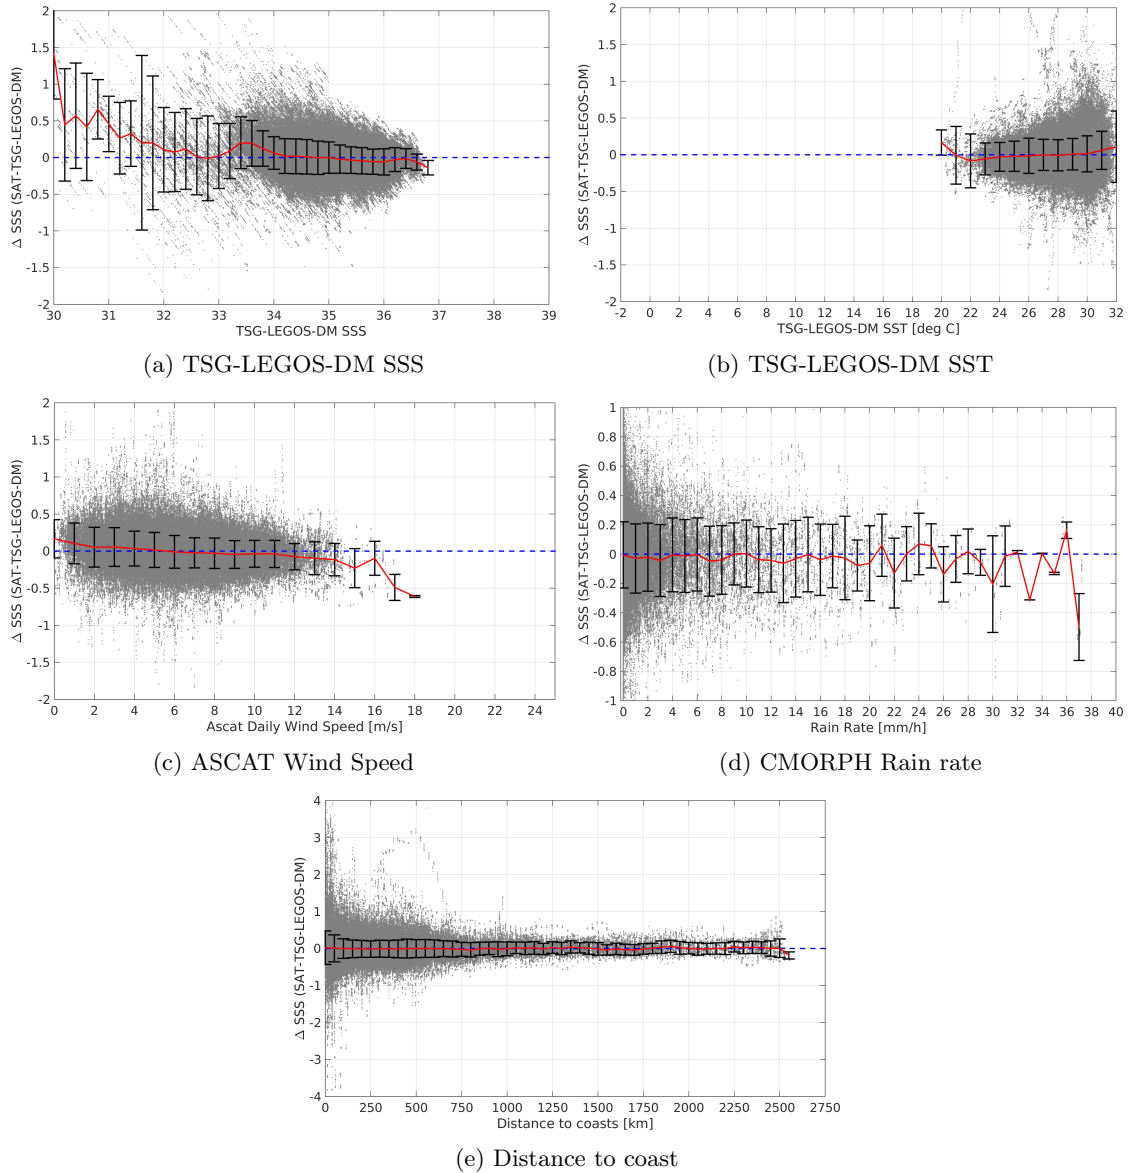 2
1.5
1
0.5
0
-0.5
-1
-1.5
-2
Δ SSS (SAT-TSG-LEGOS-DM)
30 31 32 33 34 35 36 37 38 39
TSG-LEGOS-DM SSS
(a) TSG-LEGOS-DM SSS
2
1.5
1
0.5
0
-0.5
-1
-1.5
-2
Δ SSS (SAT-TSG-LEGOS-DM)
-2 0 2 4 6 8 10 12 14 16 18 20 22 24 26 28 30 32
TSG-LEGOS-DM SST [deg C]
(b) TSG-LEGOS-DM SST
2
1.5
1
0.5
0
-0.5
-1
-1.5
-2
Δ SSS (SAT-TSG-LEGOS-DM)
0 2 4 6 8 10 12 14 16 18 20 22 24
Ascat Daily Wind Speed [m/s]
(c) ASCAT Wind Speed
1
0.8
0.6
0.4
0.2
0
-0.2
-0.4
-0.6
-0.8
-1
Δ SSS (SAT-TSG-LEGOS-DM)
0 2 4 6 8 10 12 14 16 18 20 22 24 26 28 30 32 34 36 38 40
Rain Rate [mm/h]
(d) CMORPH Rain rate
4
3
2
1
0
-1
-2
-3
-4
Δ SSS (SAT-TSG-LEGOS-DM)
0 250 500 750 1000 1250 1500 1750 2000 2250 2500 2750
Distance to coasts [km]
(e) Distance to coast